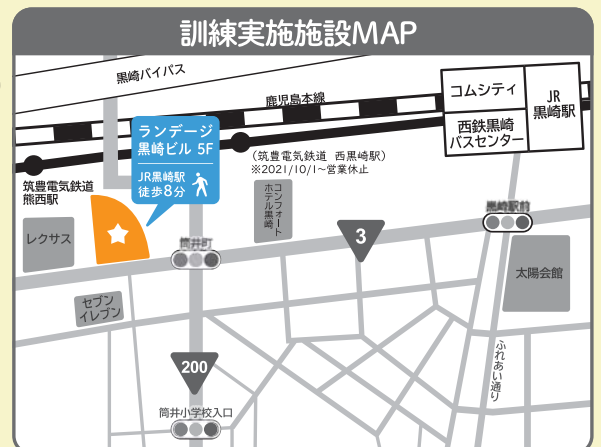 訓練実施施設MAP
黒崎バイパス
鹿児島本線
コムシティ
JR
黒崎駅
西鉄黒崎
バスセンター
ランデージ
黒崎ビル 5F
JR黒崎駅
徒歩8分
(筑豊電気鉄道 西黒崎駅)
※2021/10/1~営業休止
筑豊電気鉄道
熊西駅
コンフォート
ホテル黒崎
レクサス
筒井町
3
黒崎駅前
太陽会館
セブン
イレブン
ふれあい通り
200
筒井小学校入口